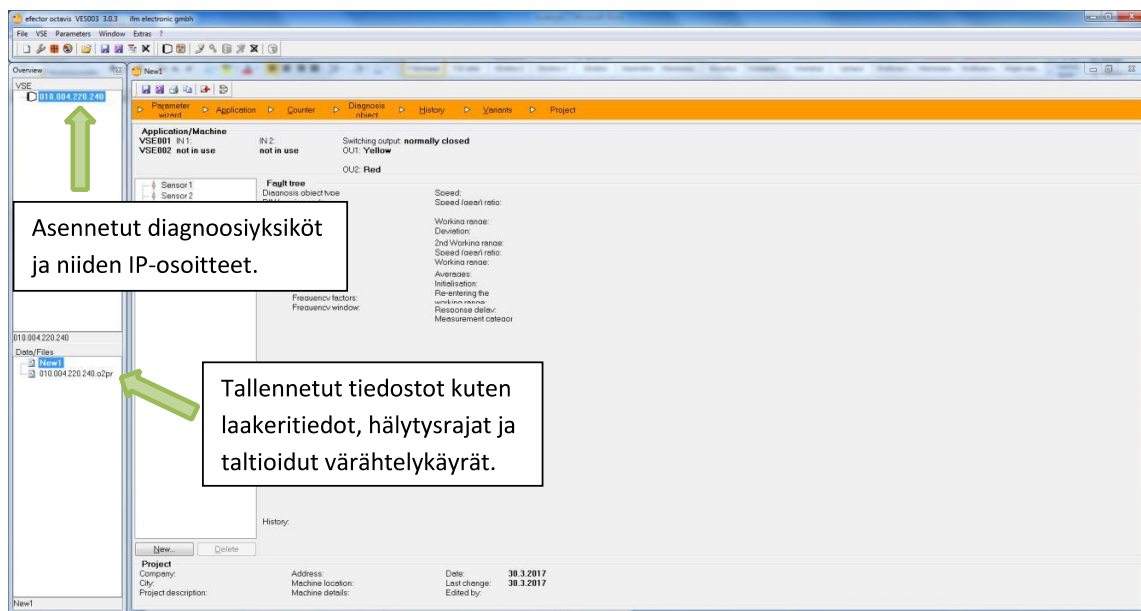 efector octavis VES003 3.0.3 ifm electronic gmbh
File VSE Parameters Window Extras ?
Overview
New1
VSE
010.004.220.240
Parameter wizard Application Counter Diagnosis object History Variants Project
Application/Machine
VSE001 IN 1: IN 2: Switching output: normally closed
VSE002 not in use not in use OU1: Yellow
OU2: Red
Sensor 1
Sensor 2
Fault tree
Diagnosis object type Speed:
Speed (gear) ratio:
Asennetut diagnoosiyksiköt
ja niiden IP-osoitteet.
Working range:
Deviation:
2nd Working range:
Speed (gear) ratio:
Working range:
Averages:
Initialisation:
Frequency factors: Re-entering the
working range:
Frequency window: Response delay:
Measurement categor
010.004.220.240
Data/Files
New1
010.004.220.240.o2pr
Tallennetut tiedostot kuten
laakeritiedot, hälytysrajat ja
taltioidut värähtelykäyrät.
History:
New... Delete
Project
Company: Address: Date: 30.3.2017
City: Machine location: Last change: 30.3.2017
Project description: Machine details: Edited by:
New1